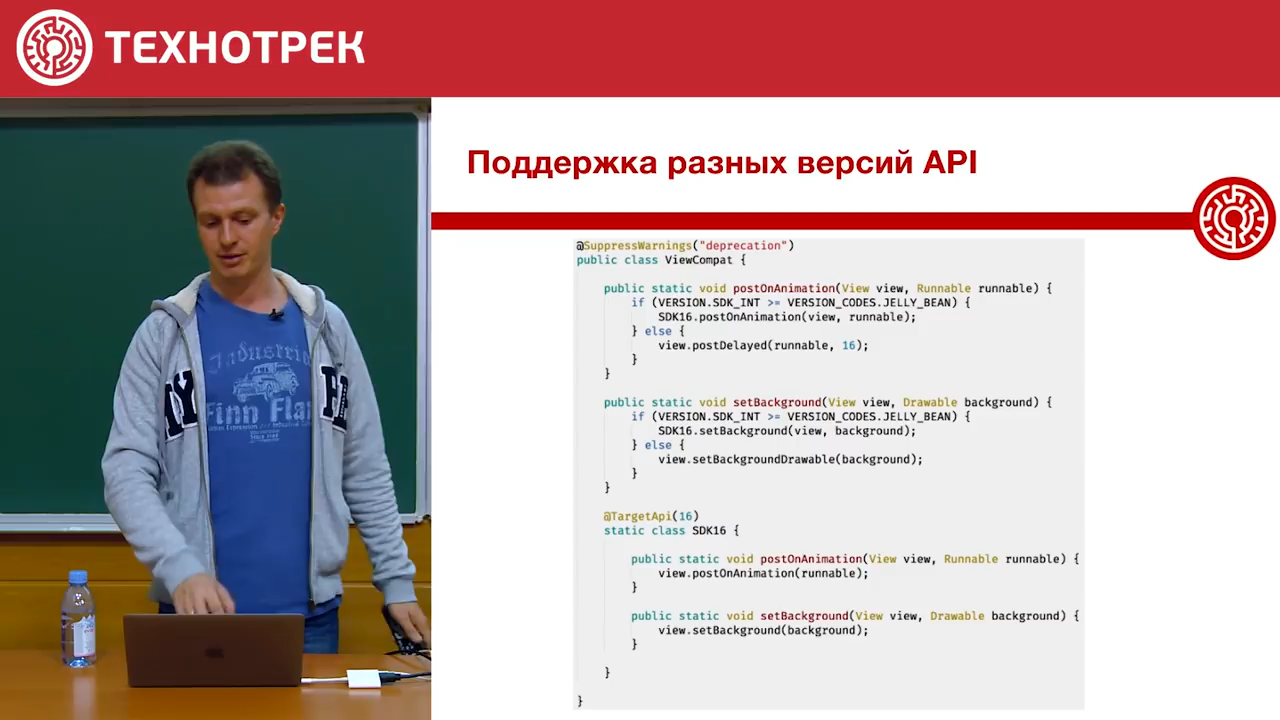 ТЕХНОТРЕК
Поддержка разных версий API
@SuppressWarnings("deprecation")
public class ViewCompat {
public static void postOnAnimation(View view, Runnable runnable) {
if (VERSION.SDK_INT >= VERSION_CODES.JELLY_BEAN) {
SDK16.postOnAnimation(view, runnable);
} else {
view.postDelayed(runnable, 16);
}
}
public static void setBackground(View view, Drawable background) {
if (VERSION.SDK_INT >= VERSION_CODES.JELLY_BEAN) {
SDK16.setBackground(view, background);
} else {
view.setBackgroundDrawable(background);
}
}
@TargetApi(16)
static class SDK16 {
public static void postOnAnimation(View view, Runnable runnable) {
view.postOnAnimation(runnable);
}
public static void setBackground(View view, Drawable background) {
view.setBackground(background);
}
}
}
Industrie
Finn Fla
Since